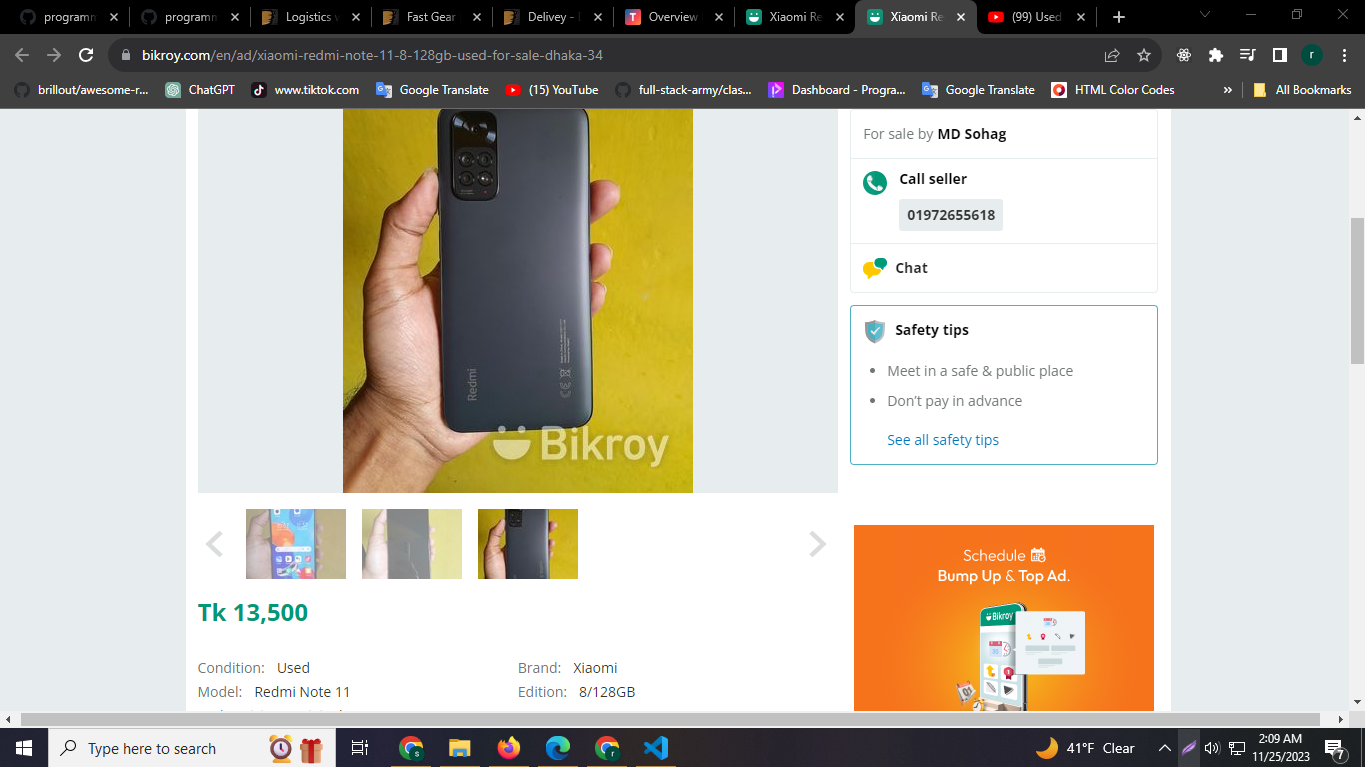 programm
programm
Logistics w
Fast Gear
Delivey - 
Overview
Xiaomi Re
Xiaomi Re
(99) Used
bikroy.com/en/ad/xiaomi-redmi-note-11-8-128gb-used-for-sale-dhaka-34
r
brillout/awesome-r...
ChatGPT
www.tiktok.com
Google Translate
(15) YouTube
full-stack-army/clas...
Dashboard - Progra...
Google Translate
HTML Color Codes
»
All Bookmarks
Redmi
Bikroy
For sale by MD Sohag
Call seller
01972655618
Chat
Safety tips
• Meet in a safe & public place
• Don't pay in advance
See all safety tips
Tk 13,500
Condition: Used
Brand: Xiaomi
Model: Redmi Note 11
Edition: 8/128GB
Schedule
Bump Up & Top Ad.
Bikroy
Type here to search
41°F Clear
2:09 AM
11/25/2023
7